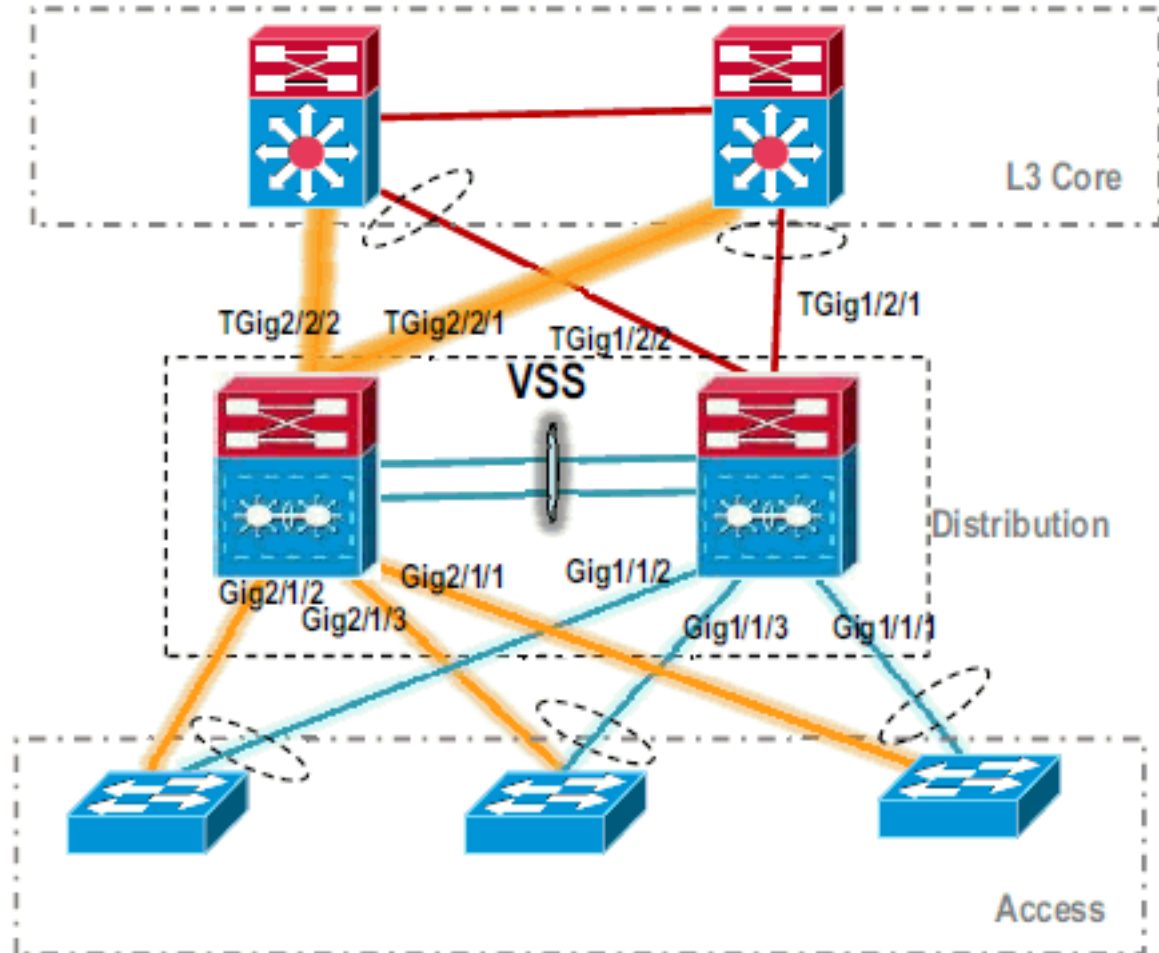 L3 Core
TGig2/2/2
TGig2/2/1
TGig1/2/2
TGig1/2/1
VSS
Distribution
Gig2/1/2
Gig2/1/3
Gig2/1/1
Gig1/1/2
Gig1/1/3
Gig1/1/1
Access